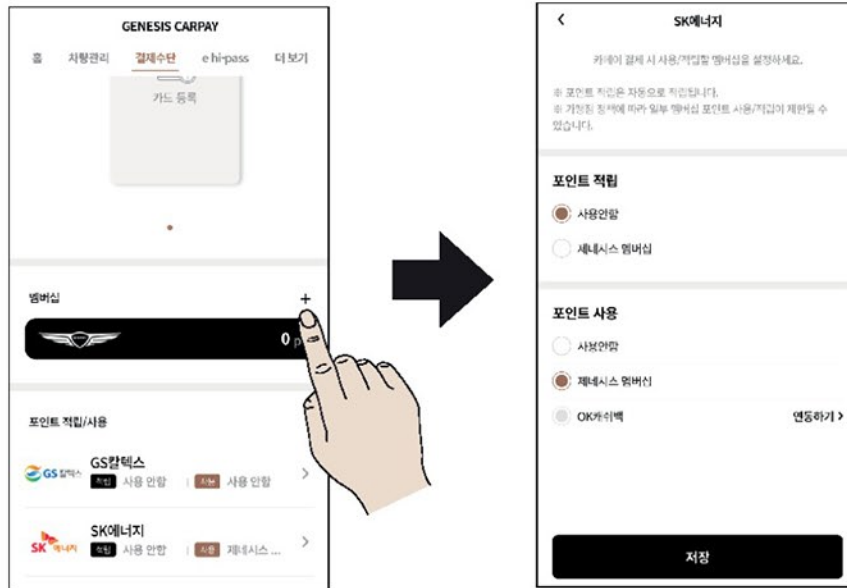 GENESIS CARPAY
홈 차량관리 결제수단 e hi-pass 더보기
카드 등록
멤버십 +
0 p
포인트 적립/사용
GS칼텍스
GS칼텍스
적립 사용 안함 | 사용 사용 안함
SK에너지
SK에너지
적립 사용 안함 | 사용 제네시스 ...
SK에너지
카페이 결제 시 사용/적립할 멤버십을 설정하세요.
※ 포인트 적립은 자동으로 적립됩니다.
※ 가맹점 정책에 따라 일부 멤버십 포인트 사용/적립이 제한될 수
있습니다.
포인트 적립
사용안함
제네시스 멤버십
포인트 사용
사용안함
제네시스 멤버십
OK캐쉬백 연동하기 >
저장